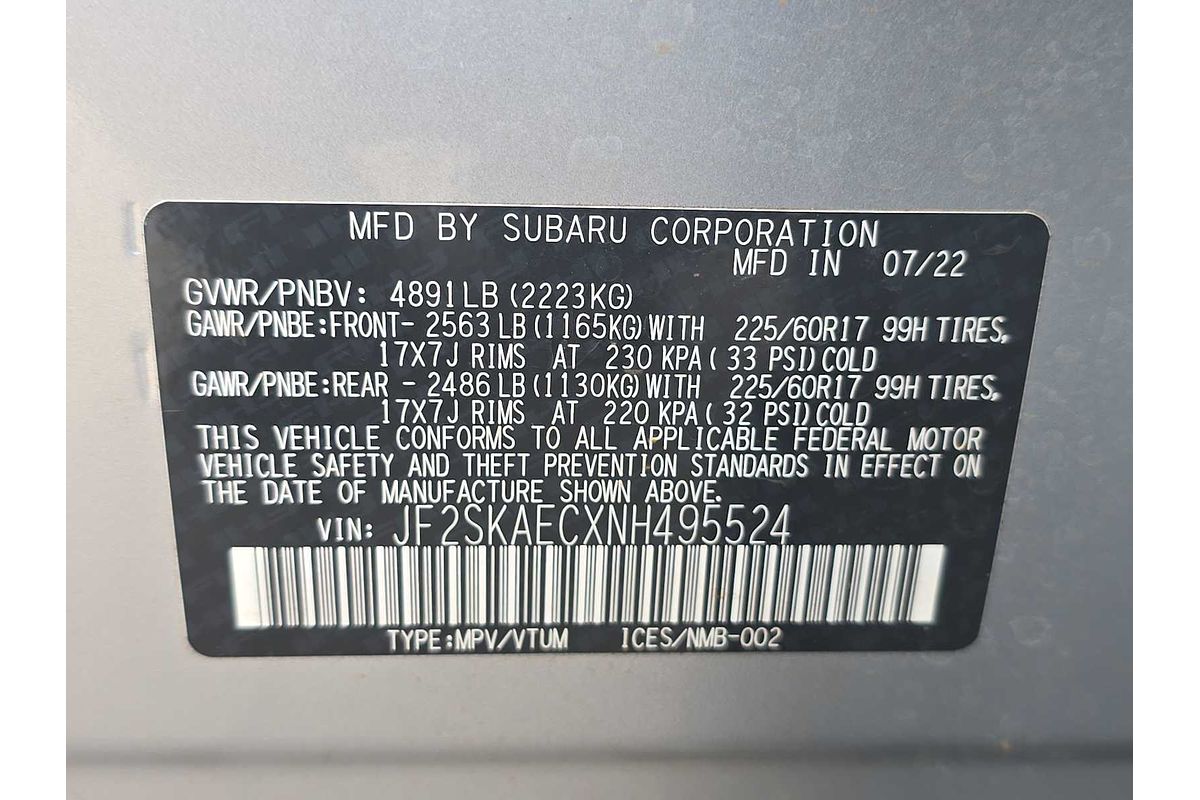 MFD BY SUBARU CORPORATION
MFD IN 07/22
GVWR/PNBV: 4891LB(2223KG)
GAWR/PNBE:FRONT- 2563 LB(1165KG)WITH 225/60R17 99H TIRES,
17X7J RIMS AT 230 KPA( 33 PSI)COLD
GAWR/PNBE:REAR - 2486 LB(1130KG)WITH 225/60R17 99H TIRES,
17X7J RIMS AT 220 KPA( 32 PSI)COLD
THIS VEHICLE CONFORMS TO ALL APPLICABLE FEDERAL MOTOR
VEHICLE SAFETY AND THEFT PREVENTION STANDARDS IN EFFECT ON
THE DATE OF MANUFACTURE SHOWN ABOVE.
VIN: JF2SKAECXNH495524
TYPE:MPV/VTUM ICES/NMB-002